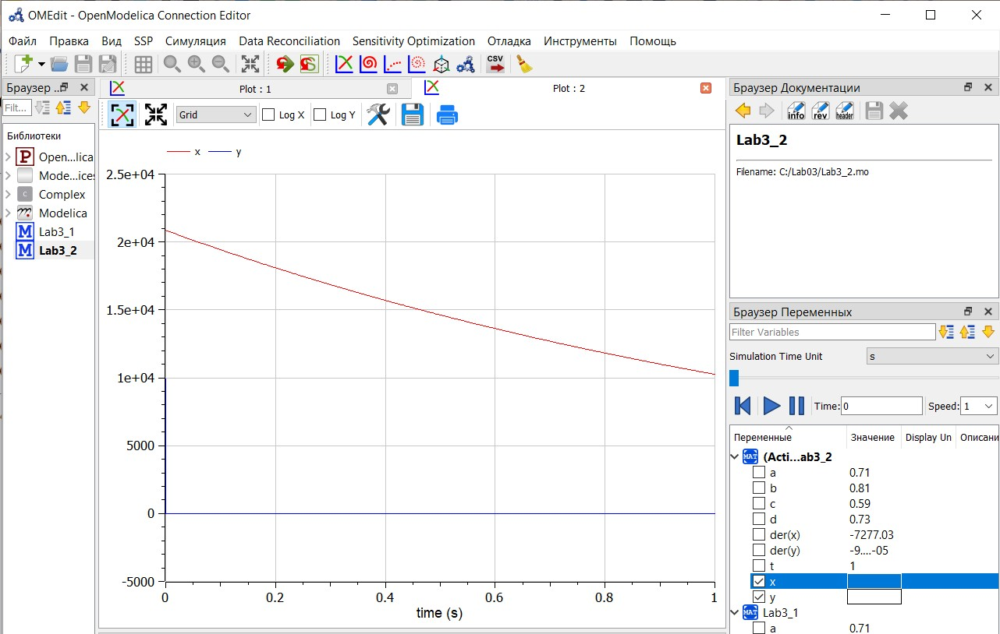 OMEdit - OpenModelica Connection Editor
Файл Правка Вид SSP Симуляция Data Reconciliation Sensitivity Optimization Отладка Инструменты Помощь
CSV
Браузер ..
Filt...
Библиотеки
P Open...lica
Mode...ices
C Complex
Modelica
M Lab3_1
M Lab3_2
Plot : 1
Plot : 2
Grid
Log X
Log Y
x y
2.5e+04
2e+04
1.5e+04
1e+04
5000
0
-5000
0 0.2 0.4 0.6 0.8 1
time (s)
Браузер Документации
info rev header
Lab3_2
Filename: C:/Lab03/Lab3_2.mo
Браузер Переменных
Filter Variables
Simulation Time Unit s
Time: 0 Speed: 1
Переменные Значение Display Un Описани
MAT (Acti...ab3_2
a 0.71
b 0.81
c 0.59
d 0.73
der(x) -7277.03
der(y) -9....-05
t 1
x
y
MAT Lab3_1
a 0.71